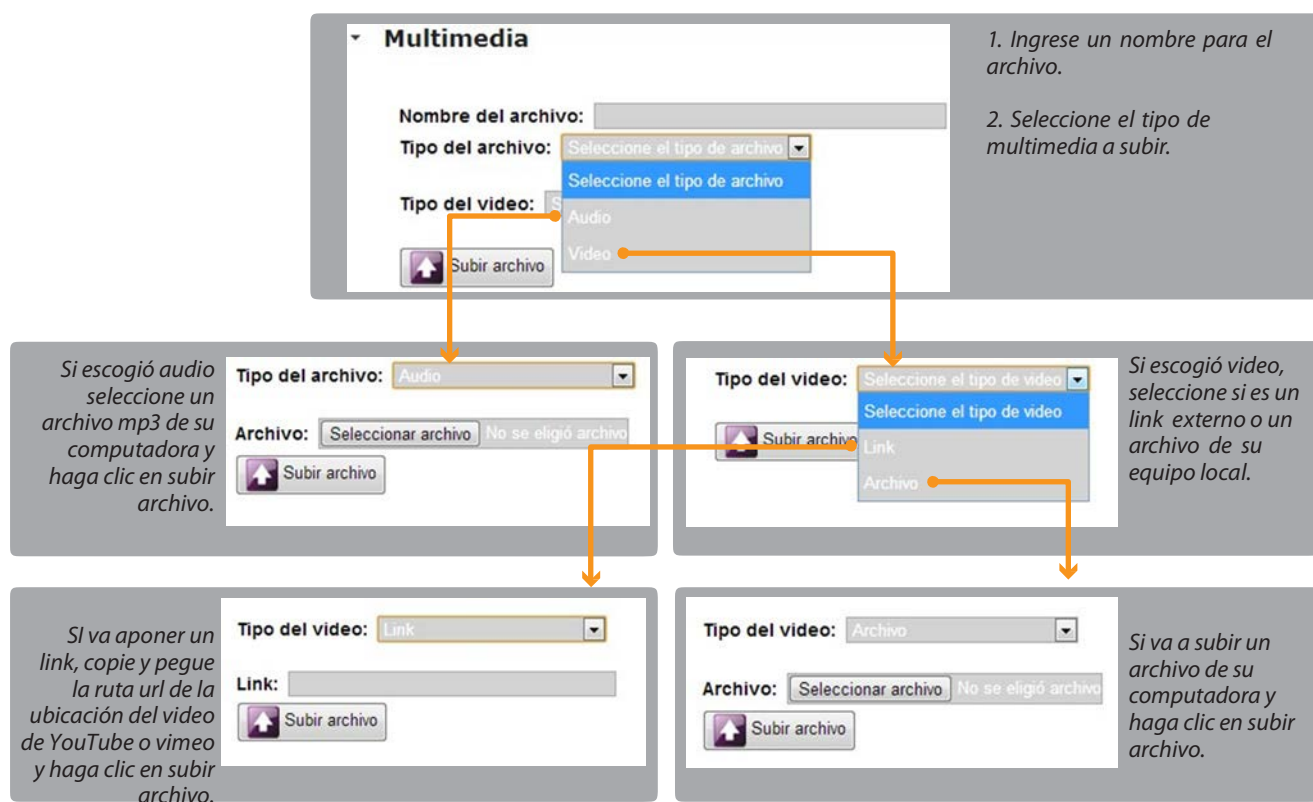 Multimedia
Nombre del archivo:
Tipo del archivo: Seleccione el tipo de archivo
Seleccione el tipo de archivo
Audio
Video
Tipo del video: S
Subir archivo
1. Ingrese un nombre para el
archivo.
2. Seleccione el tipo de
multimedia a subir.
Si escogió audio
seleccione un
archivo mp3 de su
computadora y
haga clic en subir
archivo.
Tipo del archivo: Audio
Archivo: Seleccionar archivo No se eligió archivo
Subir archivo
Tipo del video: Seleccione el tipo de video
Seleccione el tipo de video
Link
Archivo
Subir archivo
Si escogió video,
seleccione si es un
link externo o un
archivo de su
equipo local.
SI va aponer un
link, copie y pegue
la ruta url de la
ubicación del video
de YouTube o vimeo
y haga clic en subir
archivo.
Tipo del video: Link
Link:
Subir archivo
Tipo del video: Archivo
Archivo: Seleccionar archivo No se eligió archivo
Subir archivo
Si va a subir un
archivo de su
computadora y
haga clic en subir
archivo.